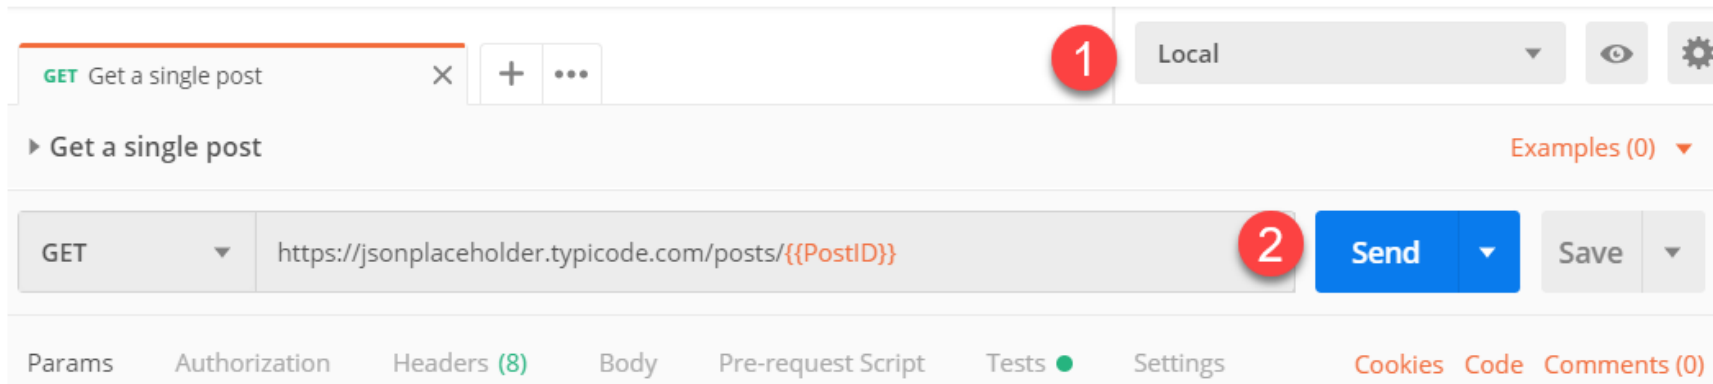 GET Get a single post
1 Local
Get a single post Examples (0)
GET https://jsonplaceholder.typicode.com/posts/{{PostID}} 2 Send Save
Params Authorization Headers (8) Body Pre-request Script Tests Settings Cookies Code Comments (0)